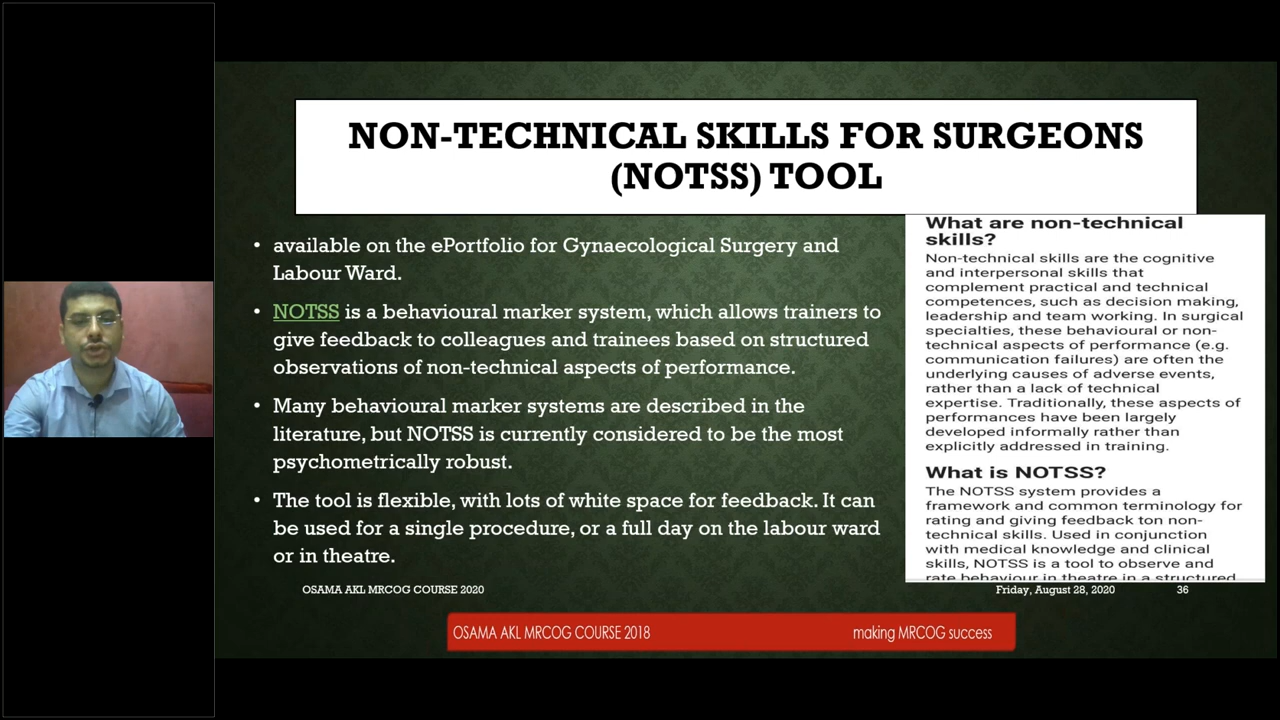 NON-TECHNICAL SKILLS FOR SURGEONS
(NOTSS) TOOL
• available on the ePortfolio for Gynaecological Surgery and
Labour Ward.
• NOTSS is a behavioural marker system, which allows trainers to
give feedback to colleagues and trainees based on structured
observations of non-technical aspects of performance.
• Many behavioural marker systems are described in the
literature, but NOTSS is currently considered to be the most
psychometrically robust.
• The tool is flexible, with lots of white space for feedback. It can
be used for a single procedure, or a full day on the labour ward
or in theatre.
What are non-technical
skills?
Non-technical skills are the cognitive
and interpersonal skills that
complement practical and technical
competences, such as decision making,
leadership and team working. In surgical
specialties, these behavioural or non-
technical aspects of performance (e.g.
communication failures) are often the
underlying causes of adverse events,
rather than a lack of technical
expertise. Traditionally, these aspects of
performances have been largely
developed informally rather than
explicitly addressed in training.
What is NOTSS?
The NOTSS system provides a
framework and common terminology for
rating and giving feedback ton non-
technical skills. Used in conjunction
with medical knowledge and clinical
skills, NOTSS is a tool to observe and
rate behaviour in theatre in a structured
OSAMA AKL MRCOG COURSE 2020
Friday, August 28, 2020
36
OSAMA AKL MRCOG COURSE 2018
making MRCOG success